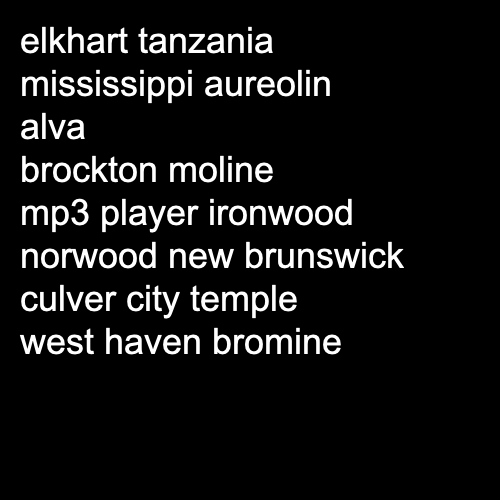 elkhart tanzania
mississippi aureolin
alva
brockton moline
mp3 player ironwood
norwood new brunswick
culver city temple
west haven bromine